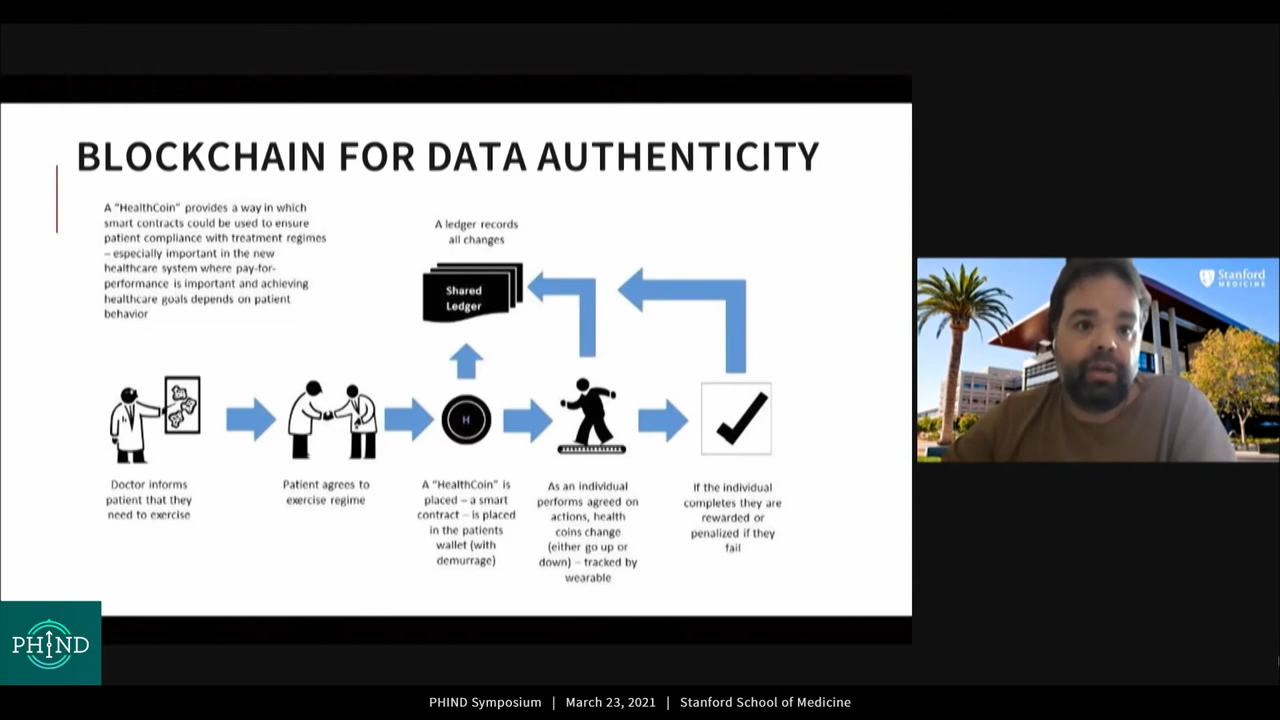 BLOCKCHAIN FOR DATA AUTHENTICITY
A "HealthCoin" provides a way in which
smart contracts could be used to ensure
patient compliance with treatment regimes
– especially important in the new
healthcare system where pay-for-
performance is important and achieving
healthcare goals depends on patient
behavior
A ledger records
all changes
Shared
Ledger
H
Doctor informs
patient that they
need to exercise
Patient agrees to
exercise regime
A "HealthCoin" is
placed – a smart
contract – is placed
in the patients
wallet (with
demurrage)
As an individual
performs agreed on
actions, health
coins change
(either go up or
down) – tracked by
wearable
If the individual
completes they are
rewarded or
penalized if they
fail
Stanford
MEDICINE
PHIND
PHIND Symposium | March 23, 2021 | Stanford School of Medicine